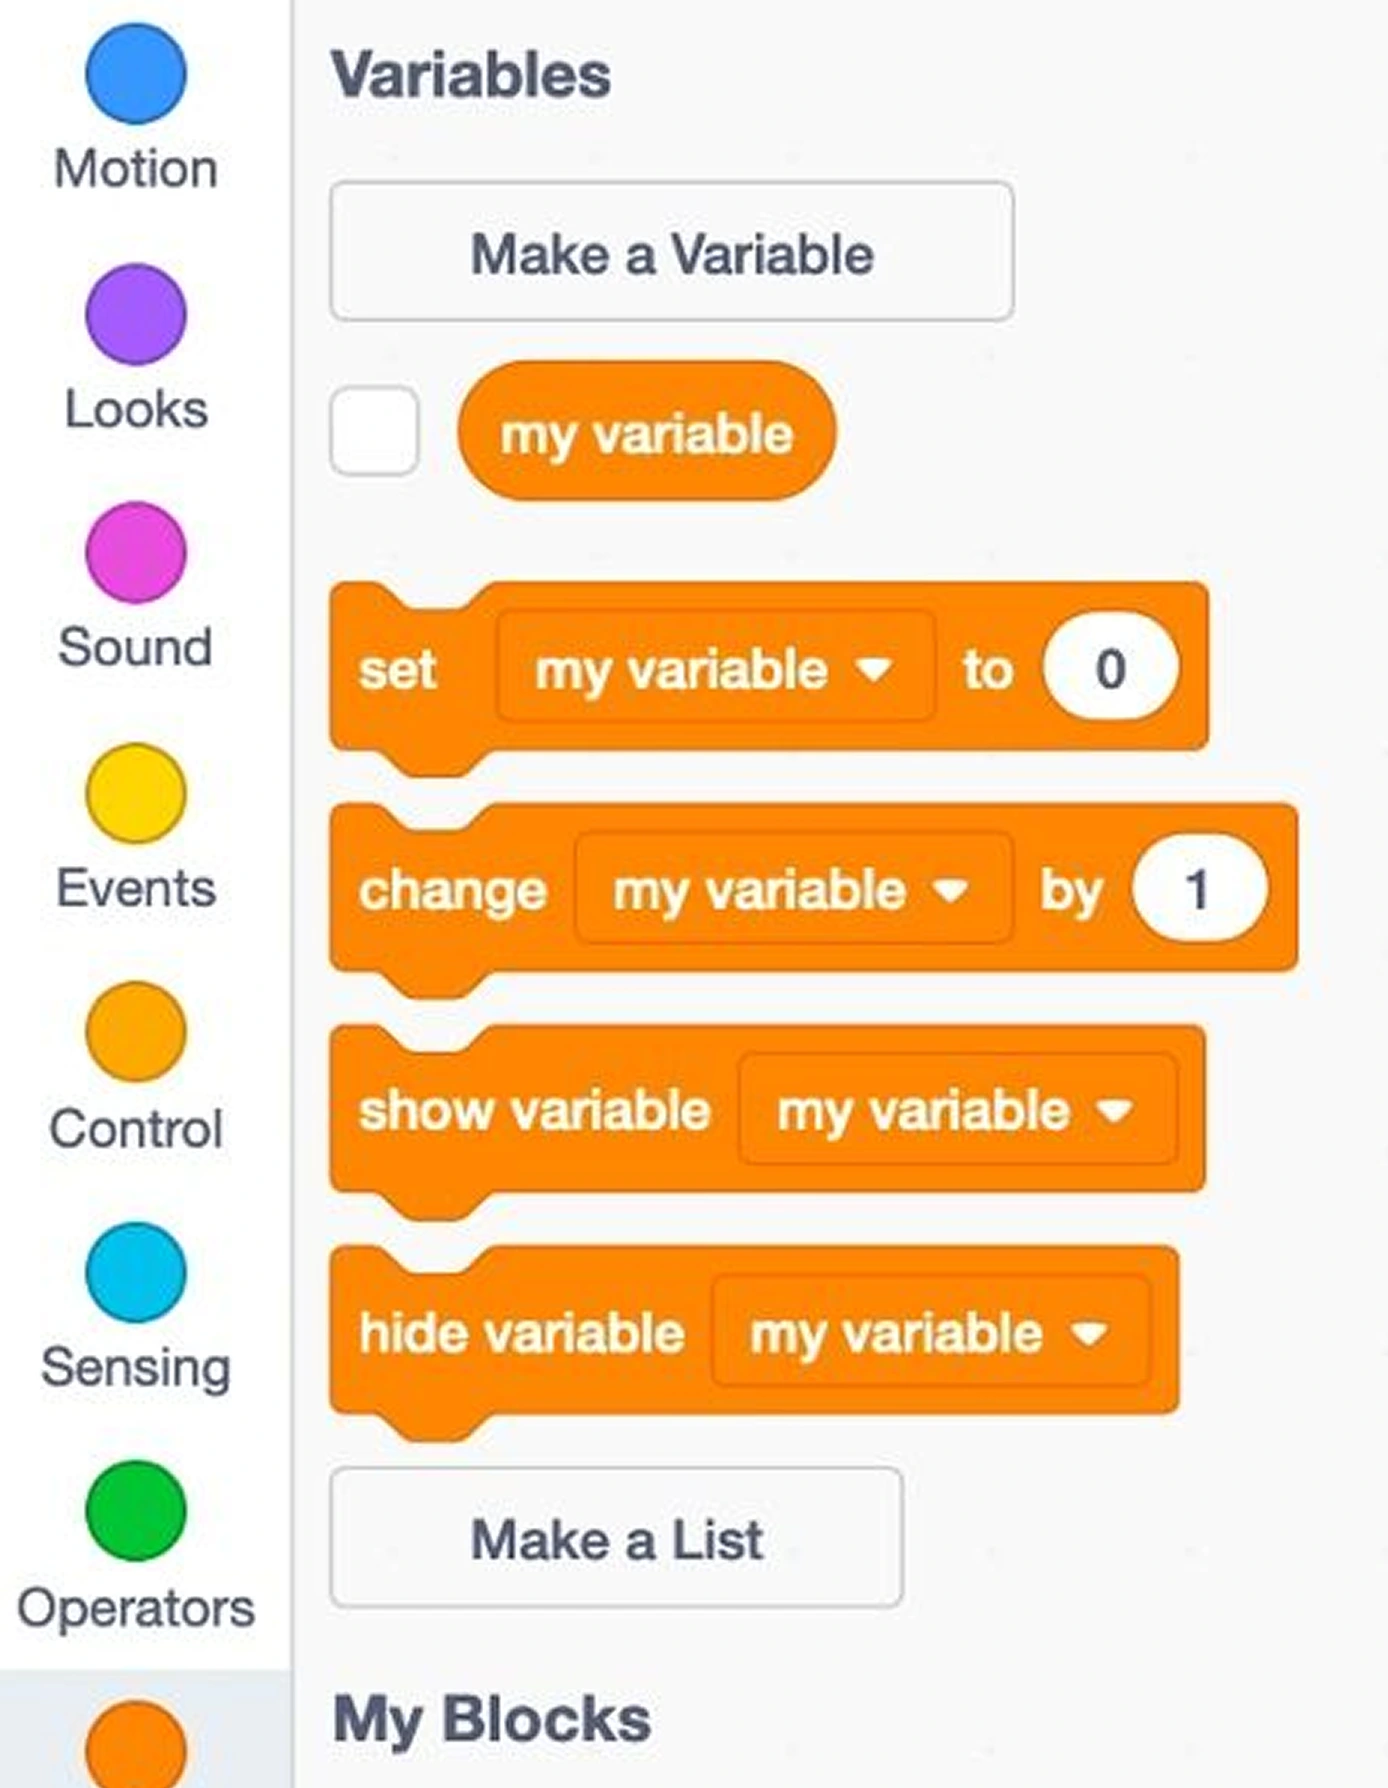 Motion
Looks
Sound
Events
Control
Sensing
Operators
Variables
Make a Variable
my variable
set my variable to 0
change my variable by 1
show variable my variable
hide variable my variable
Make a List
My Blocks